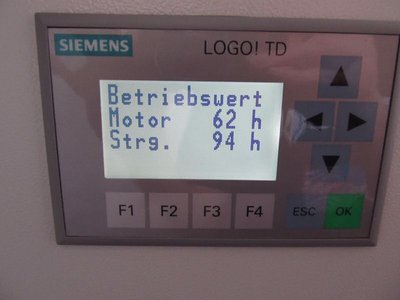 SIEMENS LOGO! TD
Betriebswert
Motor 62 h
Strg. 94 h
F1 F2 F3 F4 ESC OK